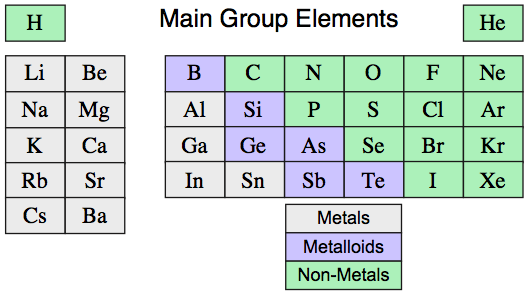 H Main Group Elements He
Li Be B C N O F Ne
Na Mg Al Si P S Cl Ar
K Ca Ga Ge As Se Br Kr
Rb Sr In Sn Sb Te I Xe
Cs Ba
Metals
Metalloids
Non-Metals